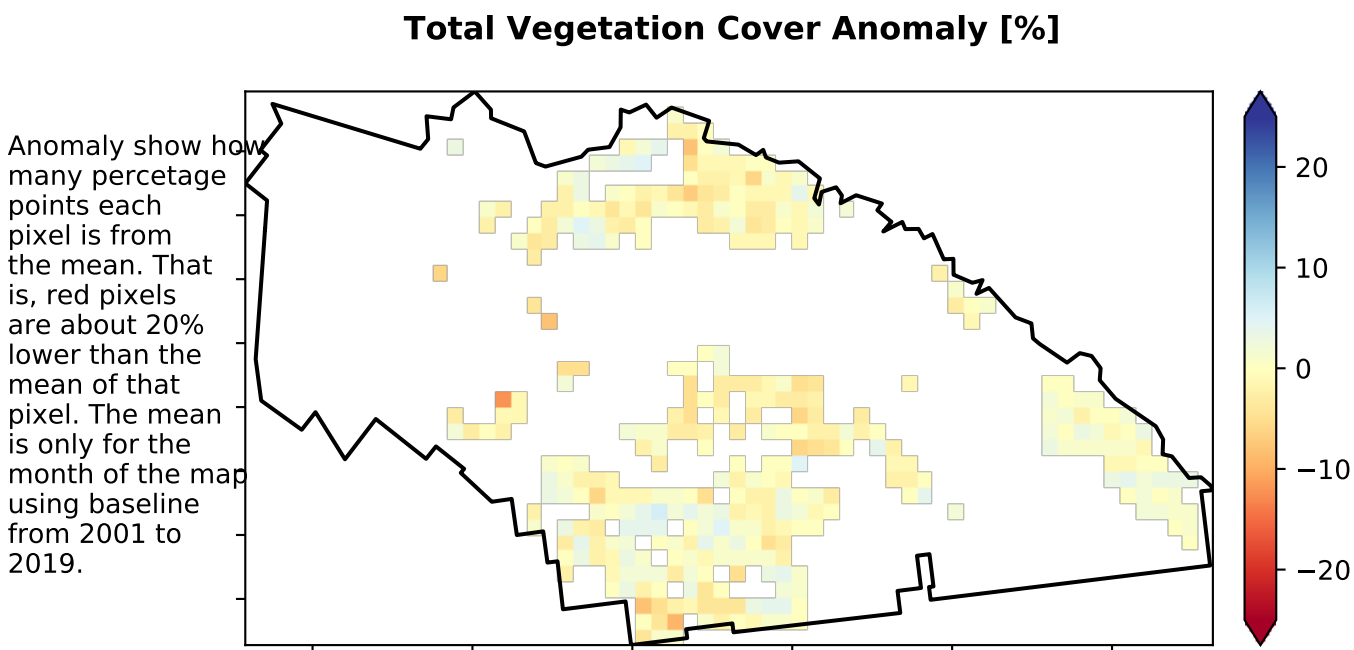 Total Vegetation Cover Anomaly [%]
Anomaly show how
many percetage
points each
pixel is from
the mean. That
is, red pixels
are about 20%
lower than the
mean of that
pixel. The mean
is only for the
month of the map
using baseline
from 2001 to
2019.
20
10
0
−10
−20